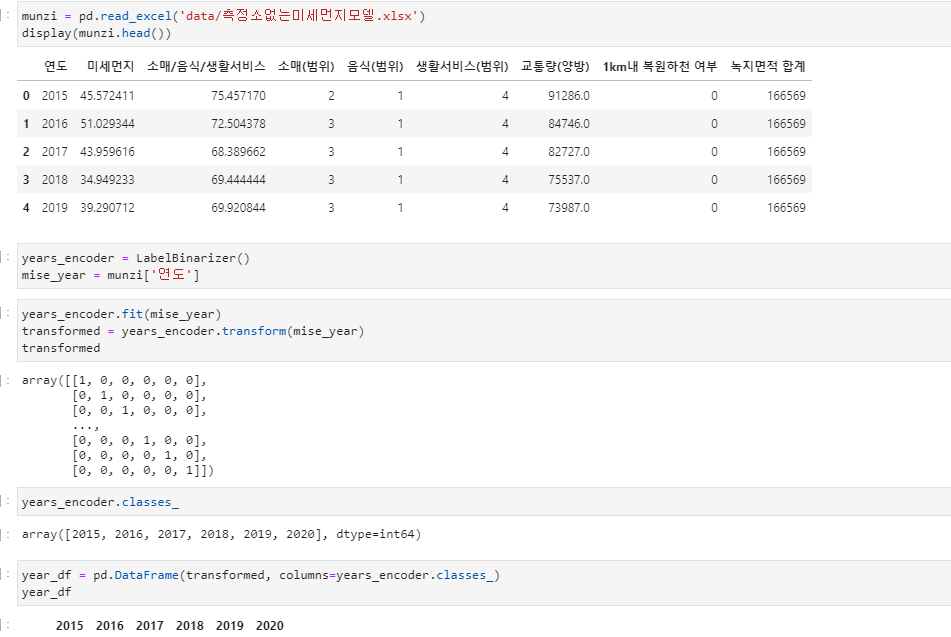 munzi = pd.read_excel('data/측정소없는미세먼지모델.xlsx')
display(munzi.head())
연도 미세먼지 소매/음식/생활서비스 소매(범위) 음식(범위) 생활서비스(범위) 교통량(양방) 1km내 복원하천 여부 녹지면적 합계
0 2015 45.572411 75.457170 2 1 4 91286.0 0 166569
1 2016 51.029344 72.504378 3 1 4 84746.0 0 166569
2 2017 43.959616 68.389662 3 1 4 82727.0 0 166569
3 2018 34.949233 69.444444 3 1 4 75537.0 0 166569
4 2019 39.290712 69.920844 3 1 4 73987.0 0 166569
years_encoder = LabelBinarizer()
mise_year = munzi['연도']
years_encoder.fit(mise_year)
transformed = years_encoder.transform(mise_year)
transformed
array([[1, 0, 0, 0, 0, 0],
[0, 1, 0, 0, 0, 0],
[0, 0, 1, 0, 0, 0],
...,
[0, 0, 0, 1, 0, 0],
[0, 0, 0, 0, 1, 0],
[0, 0, 0, 0, 0, 1]])
years_encoder.classes_
array([2015, 2016, 2017, 2018, 2019, 2020], dtype=int64)
year_df = pd.DataFrame(transformed, columns=years_encoder.classes_)
year_df
2015 2016 2017 2018 2019 2020